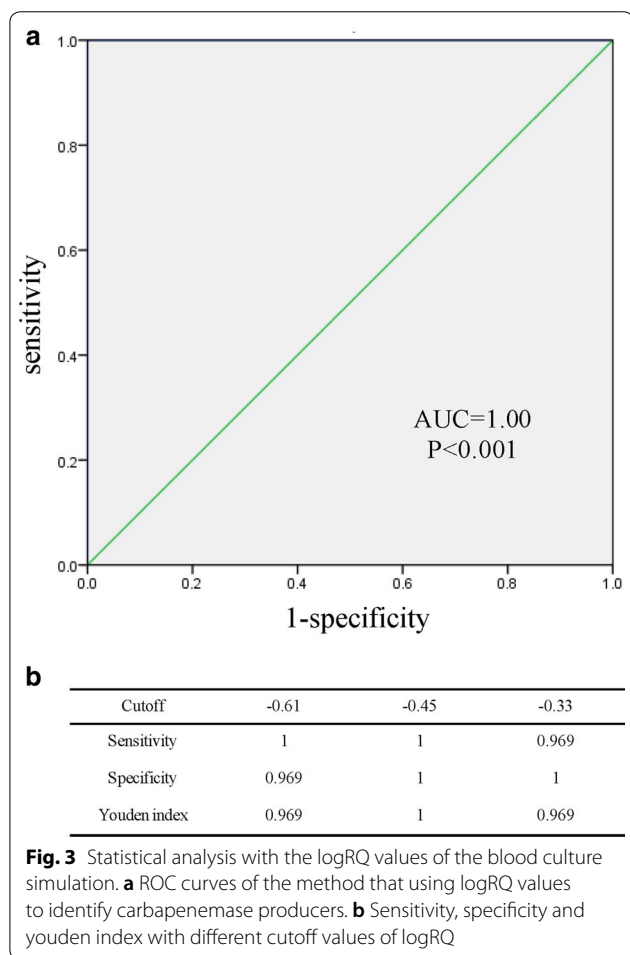 a
1.0
0.8
0.6
0.4
0.2
0.0
sensitivity
AUC=1.00
P<0.001
0.0 0.2 0.4 0.6 0.8 1.0
1-specificity
b
Cutoff -0.61 -0.45 -0.33
Sensitivity 1 1 0.969
Specificity 0.969 1 1
Youden index 0.969 1 0.969
Fig. 3 Statistical analysis with the logRQ values of the blood culture
simulation. a ROC curves of the method that using logRQ values
to identify carbapenemase producers. b Sensitivity, specificity and
youden index with different cutoff values of logRQ